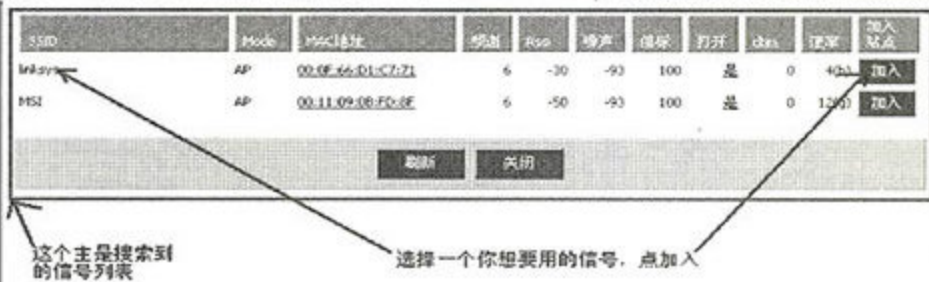 SSID Mode MAC地址 频道 Rssi 噪声 信标 打开 dtim 速率 加入站点
linksys AP 00:0F:66:D1:C7:71 6 -30 -93 100 是 0 4(b) 加入
MSI AP 00:11:09:0B:FD:8F 6 -50 -93 100 是 0 12(g) 加入
刷新 关闭
这个主是搜索到
的信号列表
选择一个你想要用的信号，点加入